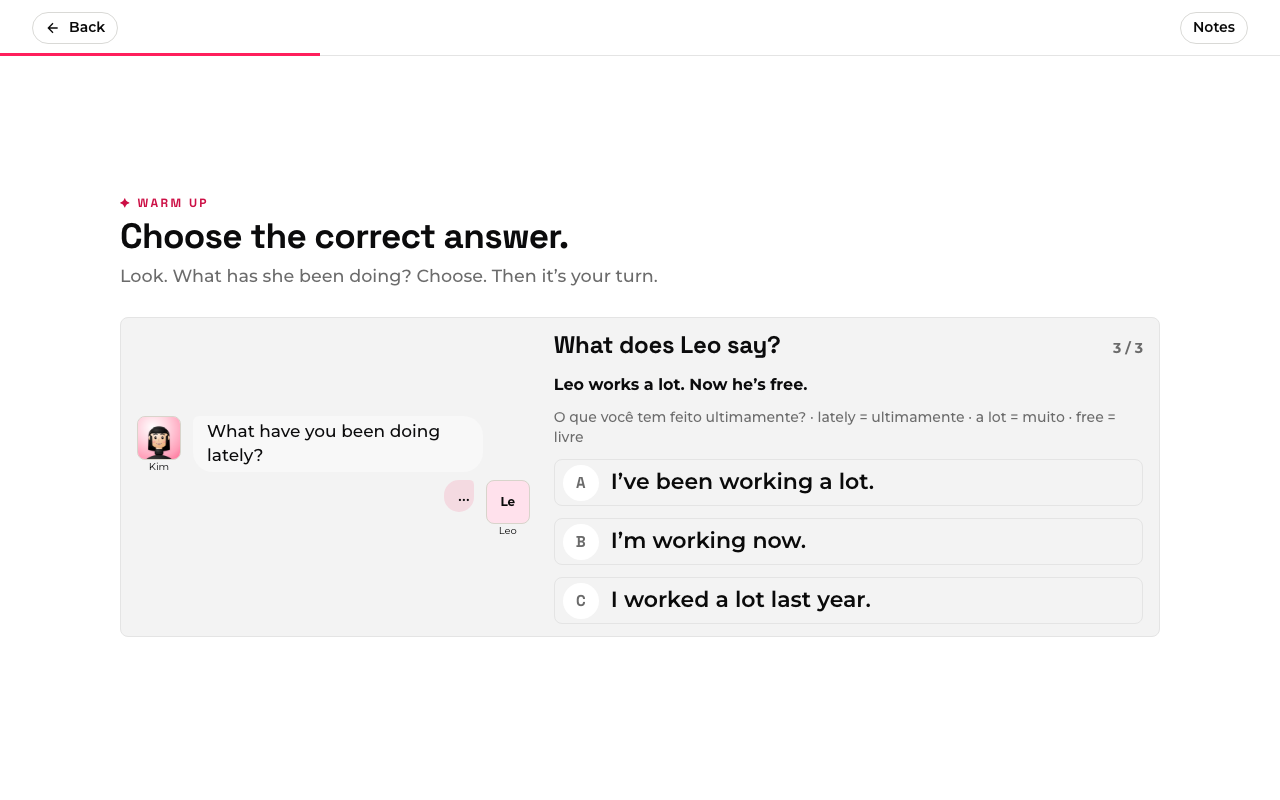 Back
Notes
WARM UP
Choose the correct answer.
Look. What has she been doing? Choose. Then it’s your turn.
What have you been doing
lately?
Kim
...
Le
Leo
What does Leo say?
3 / 3
Leo works a lot. Now he’s free.
O que você tem feito ultimamente? · lately = ultimamente · a lot = muito · free =
livre
A I’ve been working a lot.
B I’m working now.
C I worked a lot last year.